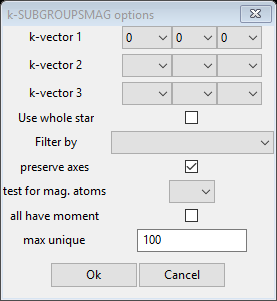 k-SUBGROUPSMAG options
k-vector 1 0 0 0
k-vector 2
k-vector 3
Use whole star
Filter by
preserve axes
test for mag. atoms
all have moment
max unique 100
Ok Cancel